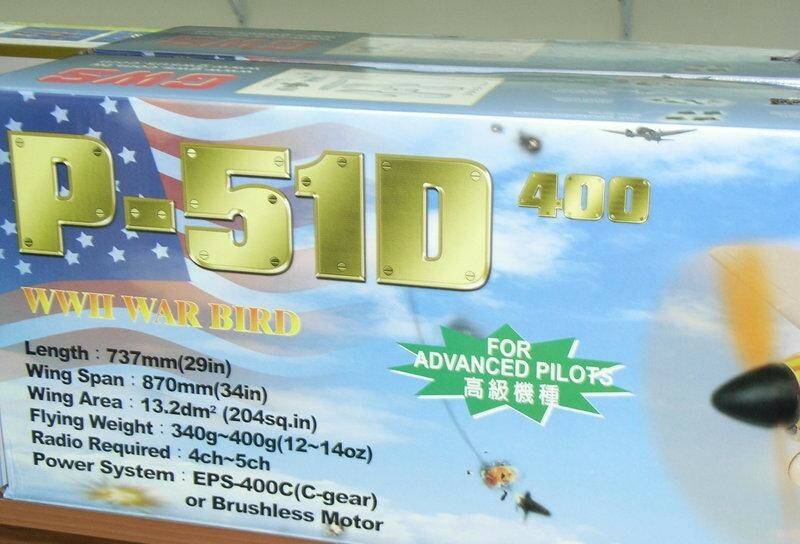 GWS
P-51D 400
WWII WAR BIRD
Length : 737mm(29in)
Wing Span : 870mm(34in)
Wing Area : 13.2dm² (204sq.in)
Flying Weight : 340g~400g(12~14oz)
Radio Required : 4ch~5ch
Power System : EPS-400C(C-gear)
or Brushless Motor
FOR
ADVANCED PILOTS
高級機種